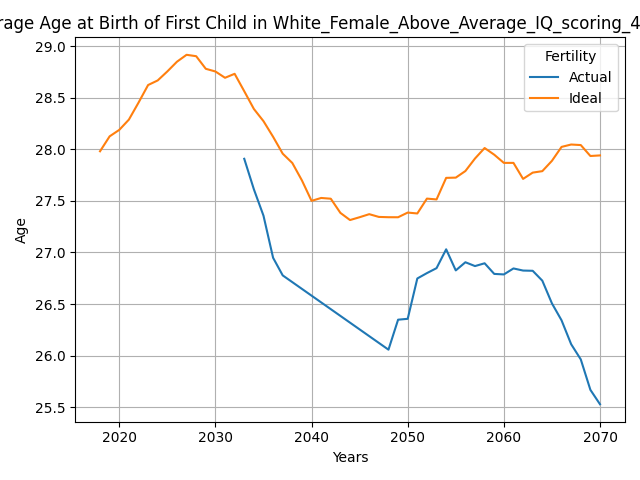 rage Age at Birth of First Child in White_Female_Above_Average_IQ_scoring_4
29.0
28.5
28.0
27.5
27.0
26.5
26.0
25.5
Age
Fertility
Actual
Ideal
2020 2030 2040 2050 2060 2070
Years